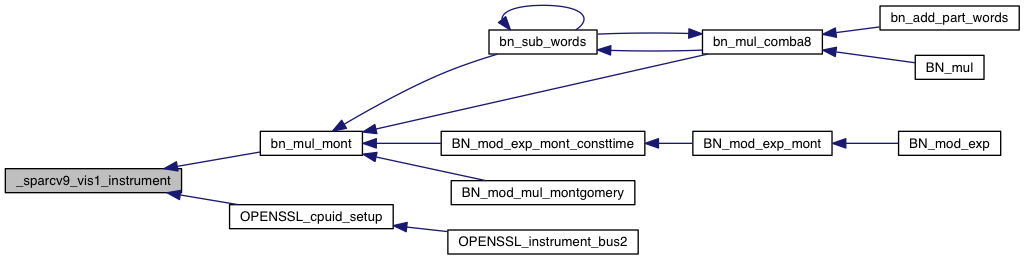 bn_add_part_words
bn_sub_words
bn_mul_comba8
BN_mul
bn_mul_mont
BN_mod_exp_mont_consttime
BN_mod_exp_mont
BN_mod_exp
_sparcv9_vis1_instrument
BN_mod_mul_montgomery
OPENSSL_cpuid_setup
OPENSSL_instrument_bus2